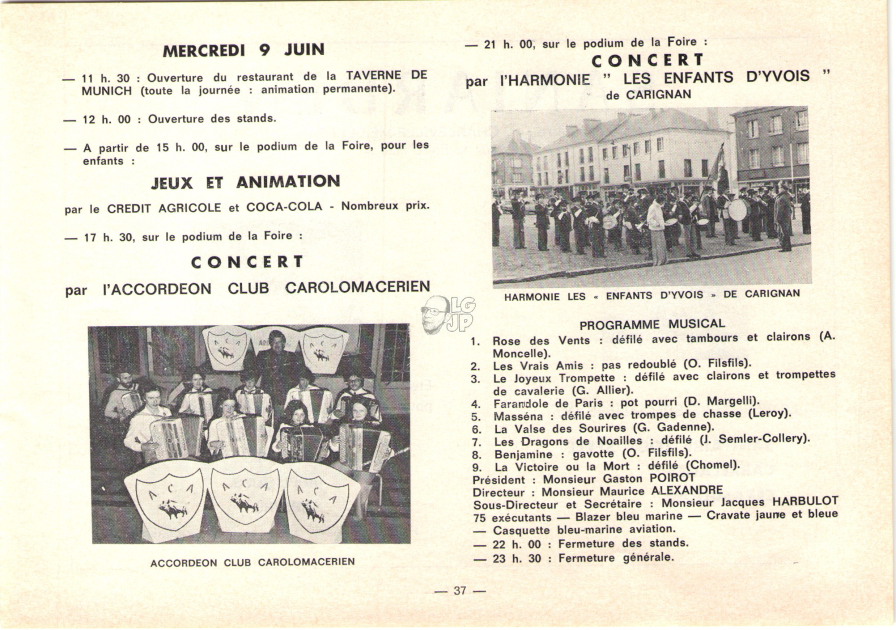 MERCREDI 9 JUIN
— 11 h. 30 : Ouverture du restaurant de la TAVERNE DE
MUNICH (toute la journée : animation permanente).
— 12 h. 00 : Ouverture des stands.
— A partir de 15 h. 00, sur le podium de la Foire, pour les
enfants :
JEUX ET ANIMATION
par le CREDIT AGRICOLE et COCA-COLA - Nombreux prix.
— 17 h. 30, sur le podium de la Foire :
CONCERT
par l'ACCORDEON CLUB CAROLOMACERIEN
A C A
A C A
A C A
A C A
A C A
ACCORDEON CLUB CAROLOMACERIEN
— 21 h. 00, sur le podium de la Foire :
CONCERT
par l'HARMONIE " LES ENFANTS D'YVOIS "
de CARIGNAN
HARMONIE LES « ENFANTS D'YVOIS » DE CARIGNAN
LG
JP
PROGRAMME MUSICAL
1. Rose des Vents : défilé avec tambours et clairons (A.
Moncelle).
2. Les Vrais Amis : pas redoublé (O. Filsfils).
3. Le Joyeux Trompette : défilé avec clairons et trompettes
de cavalerie (G. Allier).
4. Farandole de Paris : pot pourri (D. Margelli).
5. Masséna : défilé avec trompes de chasse (Leroy).
6. La Valse des Sourires (G. Gadenne).
7. Les Dragons de Noailles : défilé (J. Semler-Collery).
8. Benjamine : gavotte (O. Filsfils).
9. La Victoire ou la Mort : défilé (Chomel).
Président : Monsieur Gaston POIROT
Directeur : Monsieur Maurice ALEXANDRE
Sous-Directeur et Secrétaire : Monsieur Jacques HARBULOT
75 exécutants — Blazer bleu marine — Cravate jaune et bleue
— Casquette bleu-marine aviation.
— 22 h. 00 : Fermeture des stands.
— 23 h. 30 : Fermeture générale.
— 37 —